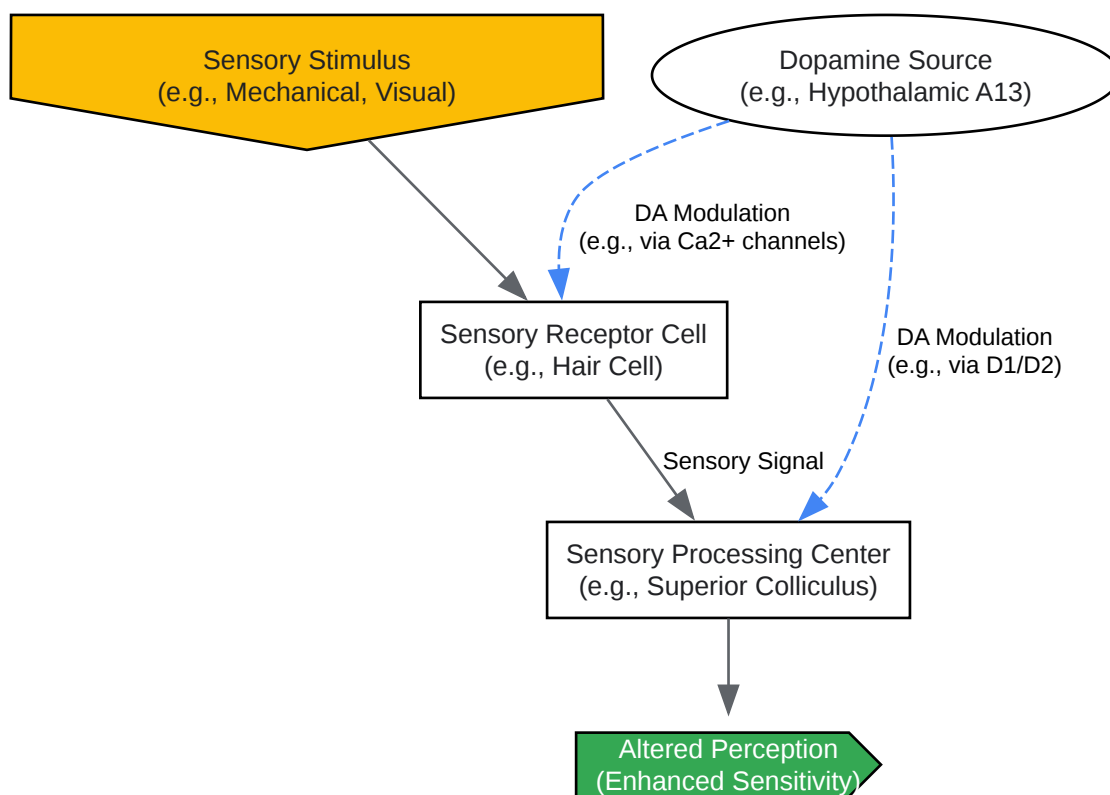 Sensory Stimulus
(e.g., Mechanical, Visual)
Dopamine Source
(e.g., Hypothalamic A13)
DA Modulation
(e.g., via Ca2+ channels)
Sensory Receptor Cell
(e.g., Hair Cell)
DA Modulation
(e.g., via D1/D2)
Sensory Signal
Sensory Processing Center
(e.g., Superior Colliculus)
Altered Perception
(Enhanced Sensitivity)